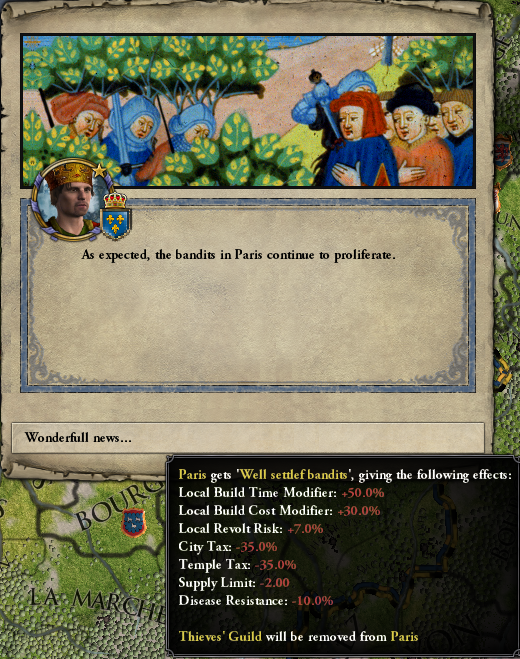 As expected, the bandits in Paris continue to proliferate.
Wonderfull news...
Paris gets 'Well settlef bandits', giving the following effects:
Local Build Time Modifier: +50.0%
Local Build Cost Modifier: +30.0%
Local Revolt Risk: +7.0%
City Tax: -35.0%
Temple Tax: -35.0%
Supply Limit: -2.00
Disease Resistance: -10.0%
Thieves' Guild will be removed from Paris
BOURG
LA MARCHE